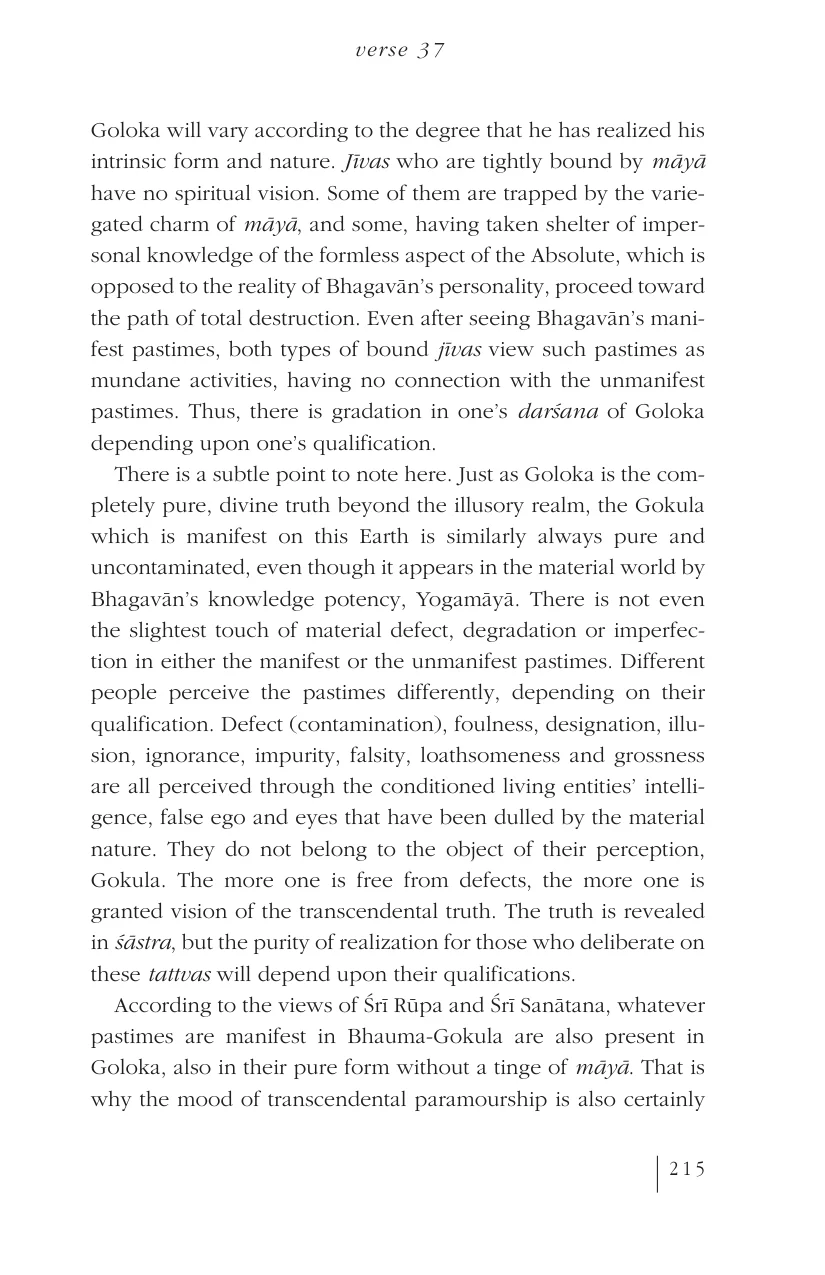 verse 37
Goloka will vary according to the degree that he has realized his
intrinsic form and nature. Jīvas who are tightly bound by māyā
have no spiritual vision. Some of them are trapped by the varie-
gated charm of māyā, and some, having taken shelter of imper-
sonal knowledge of the formless aspect of the Absolute, which is
opposed to the reality of Bhagavān’s personality, proceed toward
the path of total destruction. Even after seeing Bhagavān’s mani-
fest pastimes, both types of bound jīvas view such pastimes as
mundane activities, having no connection with the unmanifest
pastimes. Thus, there is gradation in one’s darśana of Goloka
depending upon one’s qualification.
There is a subtle point to note here. Just as Goloka is the com-
pletely pure, divine truth beyond the illusory realm, the Gokula
which is manifest on this Earth is similarly always pure and
uncontaminated, even though it appears in the material world by
Bhagavān’s knowledge potency, Yogamāyā. There is not even
the slightest touch of material defect, degradation or imperfec-
tion in either the manifest or the unmanifest pastimes. Different
people perceive the pastimes differently, depending on their
qualification. Defect (contamination), foulness, designation, illu-
sion, ignorance, impurity, falsity, loathsomeness and grossness
are all perceived through the conditioned living entities’ intelli-
gence, false ego and eyes that have been dulled by the material
nature. They do not belong to the object of their perception,
Gokula. The more one is free from defects, the more one is
granted vision of the transcendental truth. The truth is revealed
in śāstra, but the purity of realization for those who deliberate on
these tattvas will depend upon their qualifications.
According to the views of Śrī Rūpa and Śrī Sanātana, whatever
pastimes are manifest in Bhauma-Gokula are also present in
Goloka, also in their pure form without a tinge of māyā. That is
why the mood of transcendental paramourship is also certainly
215